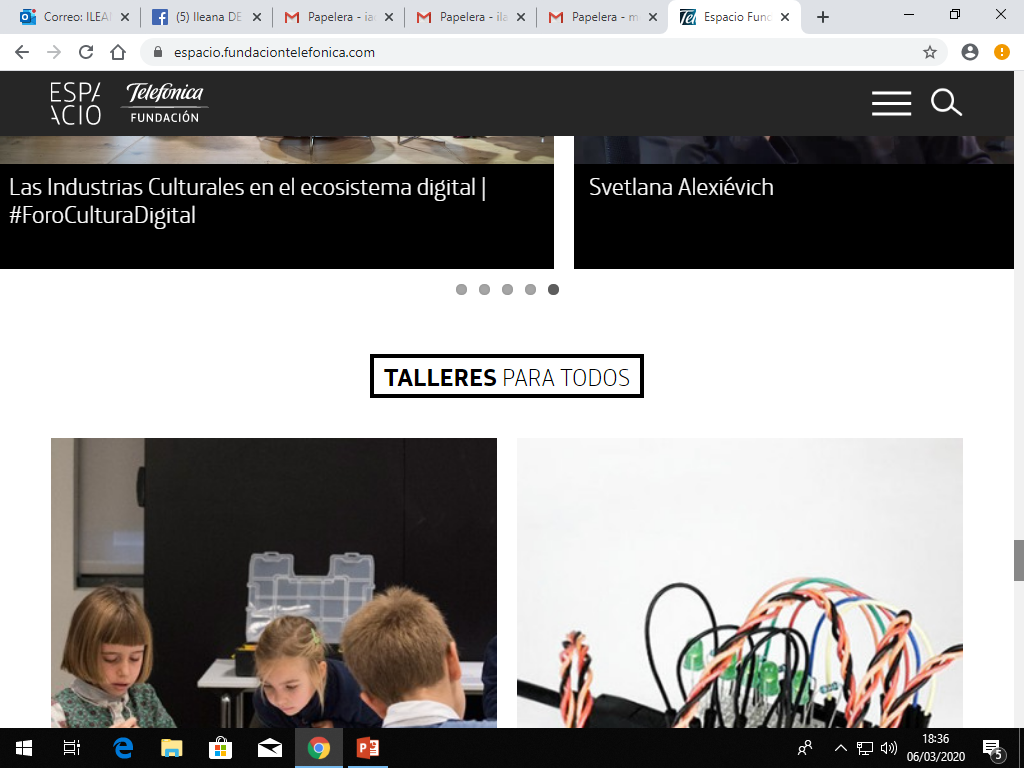 Correo: ILEA
(5) Ileana DE
Papelera - ia
Papelera - ila
Papelera - m
Espacio Func
espacio.fundaciontelefonica.com
ESPA
ACIO
Telefónica
FUNDACIÓN
Las Industrias Culturales en el ecosistema digital |
#ForoCulturaDigital
Svetlana Alexiévich
TALLERES PARA TODOS
18:36
06/03/2020
5